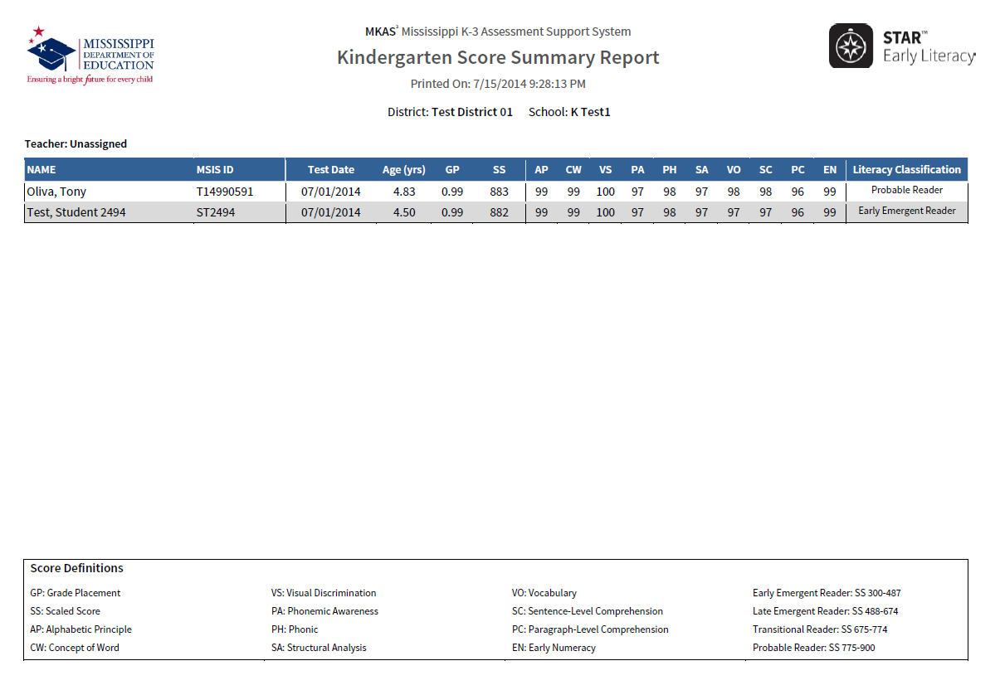 MISSISSIPPI
DEPARTMENT OF
EDUCATION
Ensuring a bright future for every child
MKAS² Mississippi K-3 Assessment Support System
Kindergarten Score Summary Report
Printed On: 7/15/2014 9:28:13 PM
District: Test District 01 School: K Test1
STAR™
Early Literacy
Teacher: Unassigned
NAME MSIS ID Test Date Age (yrs) GP SS AP CW VS PA PH SA VO SC PC EN Literacy Classification
Oliva, Tony T14990591 07/01/2014 4.83 0.99 883 99 99 100 97 98 97 98 98 96 99 Probable Reader
Test, Student 2494 ST2494 07/01/2014 4.50 0.99 882 99 99 100 97 98 97 97 97 96 99 Early Emergent Reader
Score Definitions
GP: Grade Placement VS: Visual Discrimination VO: Vocabulary Early Emergent Reader: SS 300-487
SS: Scaled Score PA: Phonemic Awareness SC: Sentence-Level Comprehension Late Emergent Reader: SS 488-674
AP: Alphabetic Principle PH: Phonic PC: Paragraph-Level Comprehension Transitional Reader: SS 675-774
CW: Concept of Word SA: Structural Analysis EN: Early Numeracy Probable Reader: SS 775-900